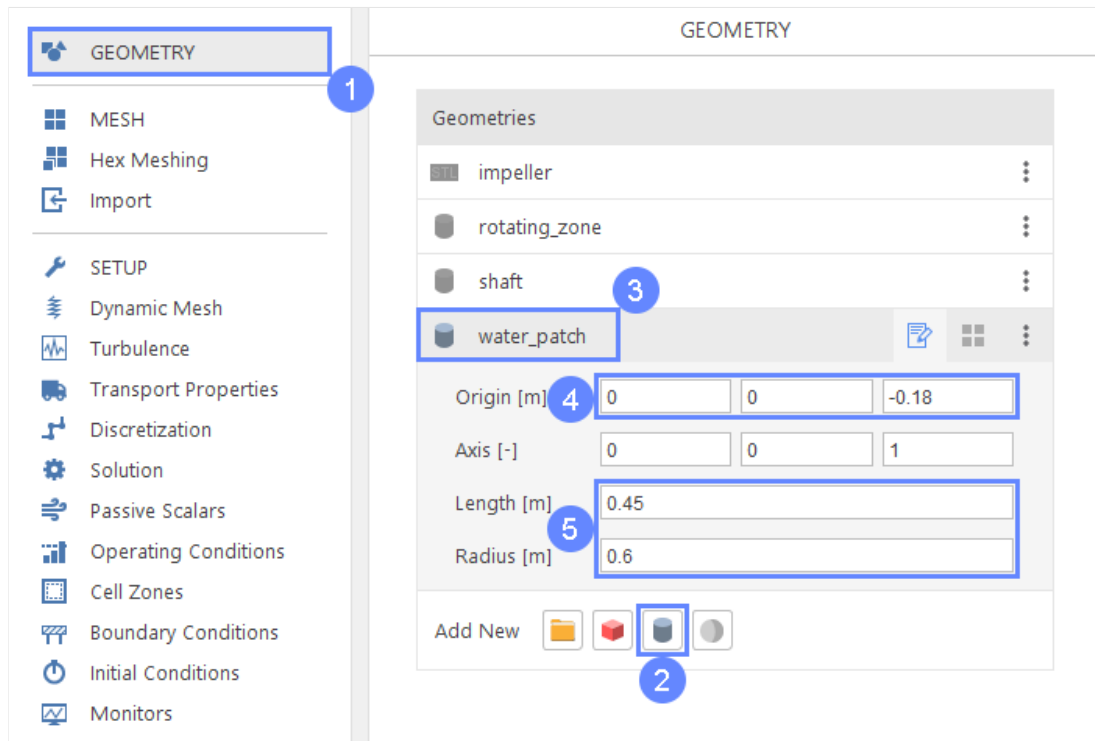 GEOMETRY
1
MESH
Hex Meshing
Import
SETUP
Dynamic Mesh
Turbulence
Transport Properties
Discretization
Solution
Passive Scalars
Operating Conditions
Cell Zones
Boundary Conditions
Initial Conditions
Monitors
GEOMETRY
Geometries
STL impeller
rotating_zone
shaft
3
water_patch
Origin [m] 4 0 0 -0.18
Axis [-] 0 0 1
Length [m] 0.45
5
Radius [m] 0.6
Add New
2